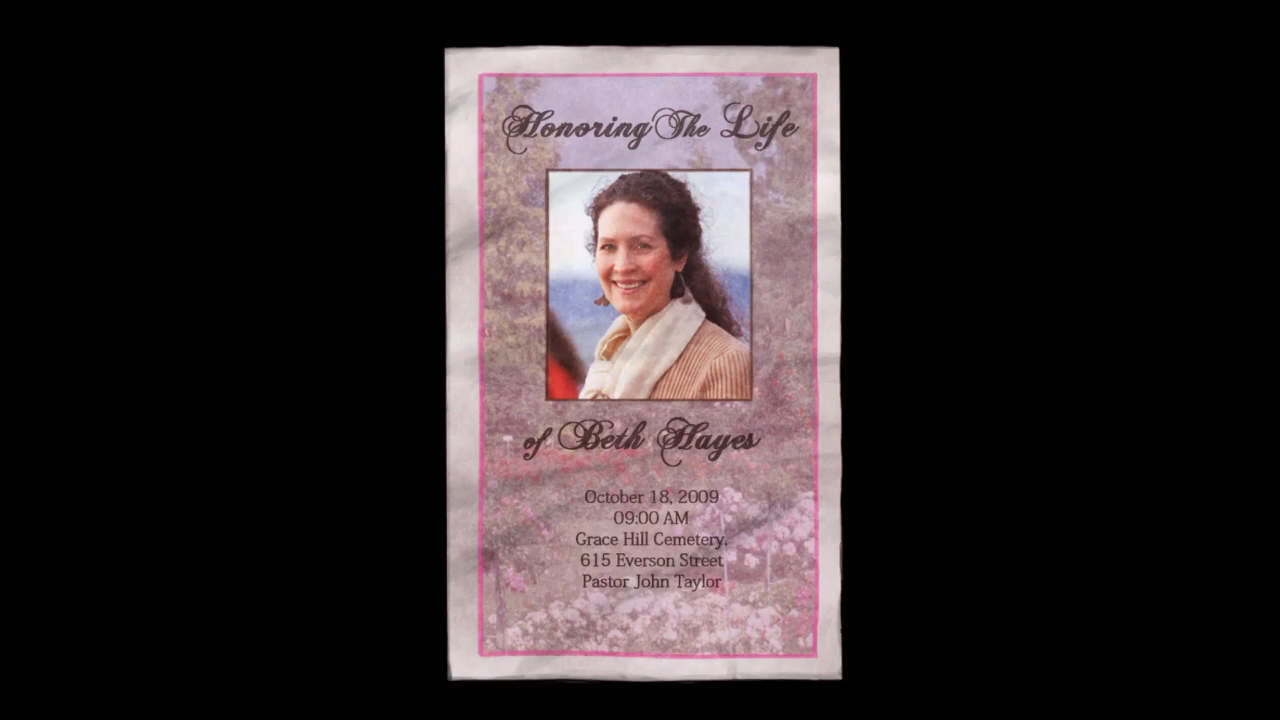 Honoring The Life
of Beth Hayes
October 18, 2009
09:00 AM
Grace Hill Cemetery,
615 Everson Street
Pastor John Taylor